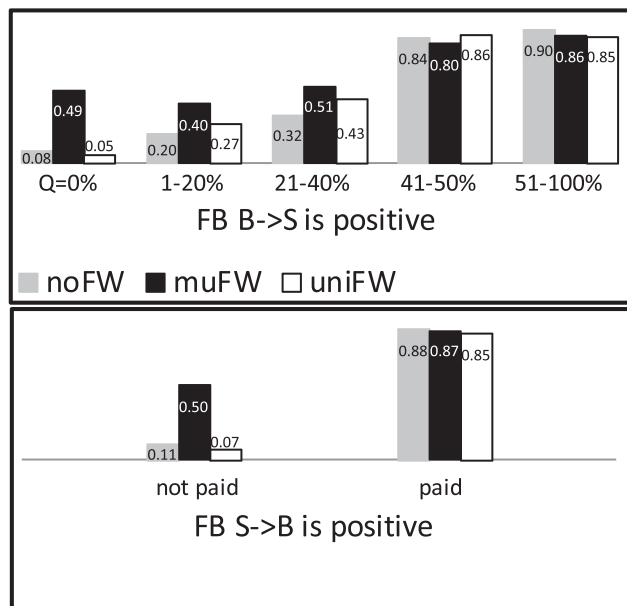 0.08 0.49 0.05 0.20 0.40 0.27 0.32 0.51 0.43 0.84 0.80 0.86 0.90 0.86 0.85
Q=0% 1-20% 21-40% 41-50% 51-100%
FB B->S is positive
noFW muFW uniFW
0.11 0.50 0.07 0.88 0.87 0.85
not paid paid
FB S->B is positive